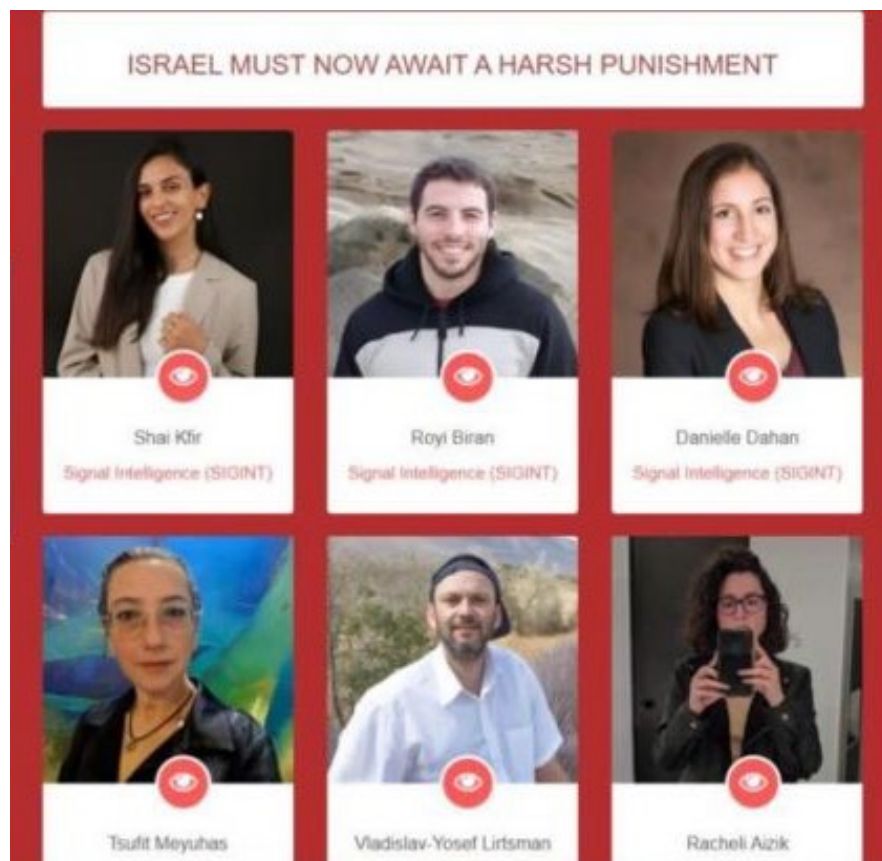 ISRAEL MUST NOW AWAIT A HARSH PUNISHMENT
Shai Kfir
Signal Intelligence (SIGINT)
Royi Biran
Signal Intelligence (SIGINT)
Danielle Dahan
Signal Intelligence (SIGINT)
Tsufit Meyuhas
Vladislav-Yosef Lirtsman
Racheli Aizik